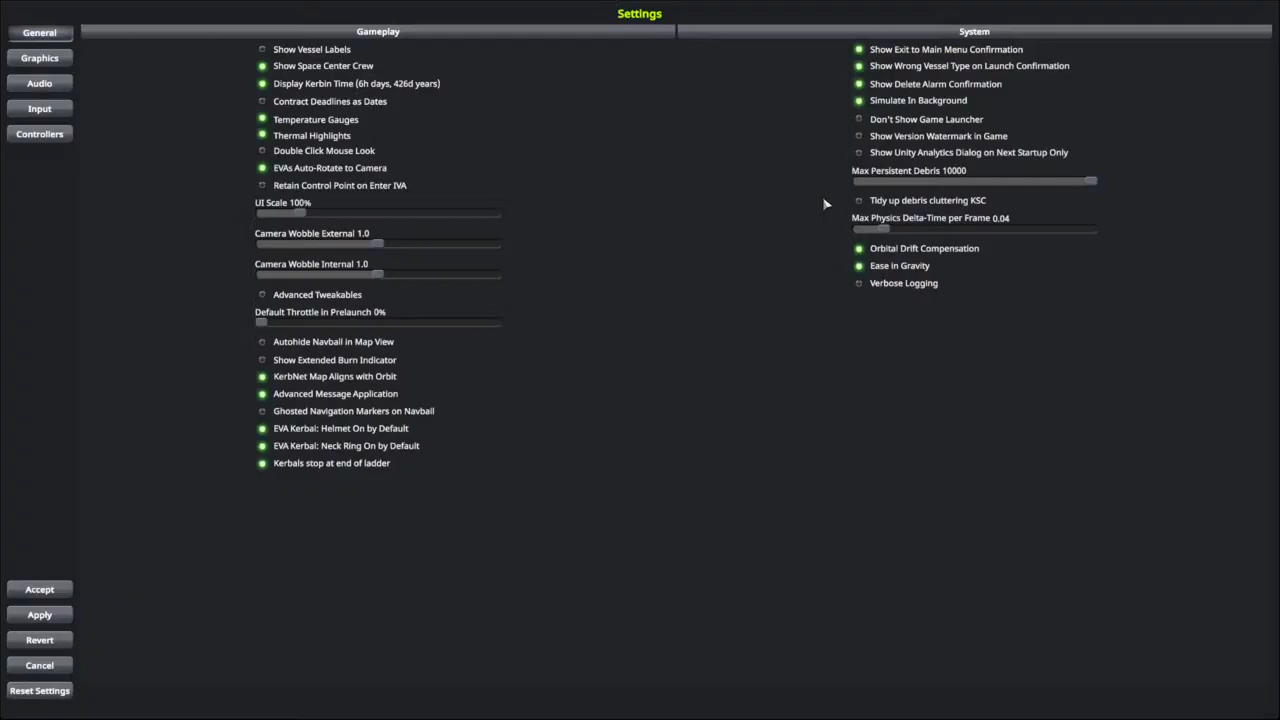 Settings
General
Graphics
Audio
Input
Controllers
Gameplay
Show Vessel Labels
Show Space Center Crew
Display Kerbin Time (6h days, 426d years)
Contract Deadlines as Dates
Temperature Gauges
Thermal Highlights
Double Click Mouse Look
EVAs Auto-Rotate to Camera
Retain Control Point on Enter IVA
UI Scale 100%
Camera Wobble External 1.0
Camera Wobble Internal 1.0
Advanced Tweakables
Default Throttle in Prelaunch 0%
Autohide Navball in Map View
Show Extended Burn Indicator
KerbNet Map Aligns with Orbit
Advanced Message Application
Ghosted Navigation Markers on Navball
EVA Kerbal: Helmet On by Default
EVA Kerbal: Neck Ring On by Default
Kerbals stop at end of ladder
System
Show Exit to Main Menu Confirmation
Show Wrong Vessel Type on Launch Confirmation
Show Delete Alarm Confirmation
Simulate In Background
Don't Show Game Launcher
Show Version Watermark in Game
Show Unity Analytics Dialog on Next Startup Only
Max Persistent Debris 10000
Tidy up debris cluttering KSC
Max Physics Delta-Time per Frame 0.04
Orbital Drift Compensation
Ease in Gravity
Verbose Logging
Accept
Apply
Revert
Cancel
Reset Settings